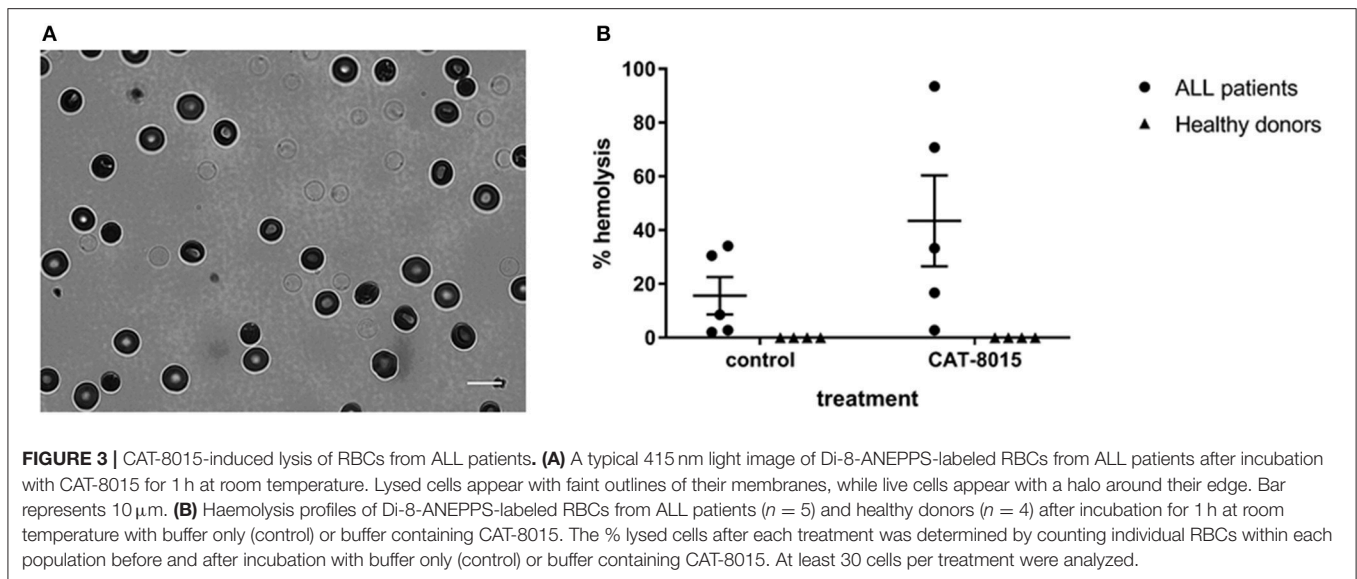 A
B
100
80
60
40
20
0
% hemolysis
control
CAT-8015
treatment
ALL patients
Healthy donors
FIGURE 3 | CAT-8015-induced lysis of RBCs from ALL patients. (A) A typical 415 nm light image of Di-8-ANEPPS-labeled RBCs from ALL patients after incubation
with CAT-8015 for 1 h at room temperature. Lysed cells appear with faint outlines of their membranes, while live cells appear with a halo around their edge. Bar
represents 10 μm. (B) Haemolysis profiles of Di-8-ANEPPS-labeled RBCs from ALL patients (n = 5) and healthy donors (n = 4) after incubation for 1 h at room
temperature with buffer only (control) or buffer containing CAT-8015. The % lysed cells after each treatment was determined by counting individual RBCs within each
population before and after incubation with buffer only (control) or buffer containing CAT-8015. At least 30 cells per treatment were analyzed.